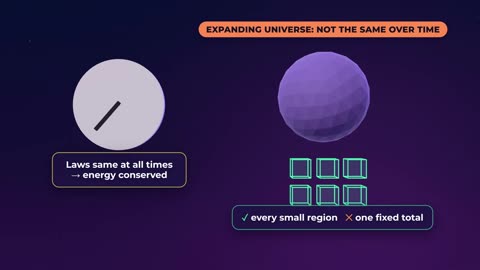 EXPANDING UNIVERSE: NOT THE SAME OVER TIME
Laws same at all times
→ energy conserved
✓ every small region ✕ one fixed total